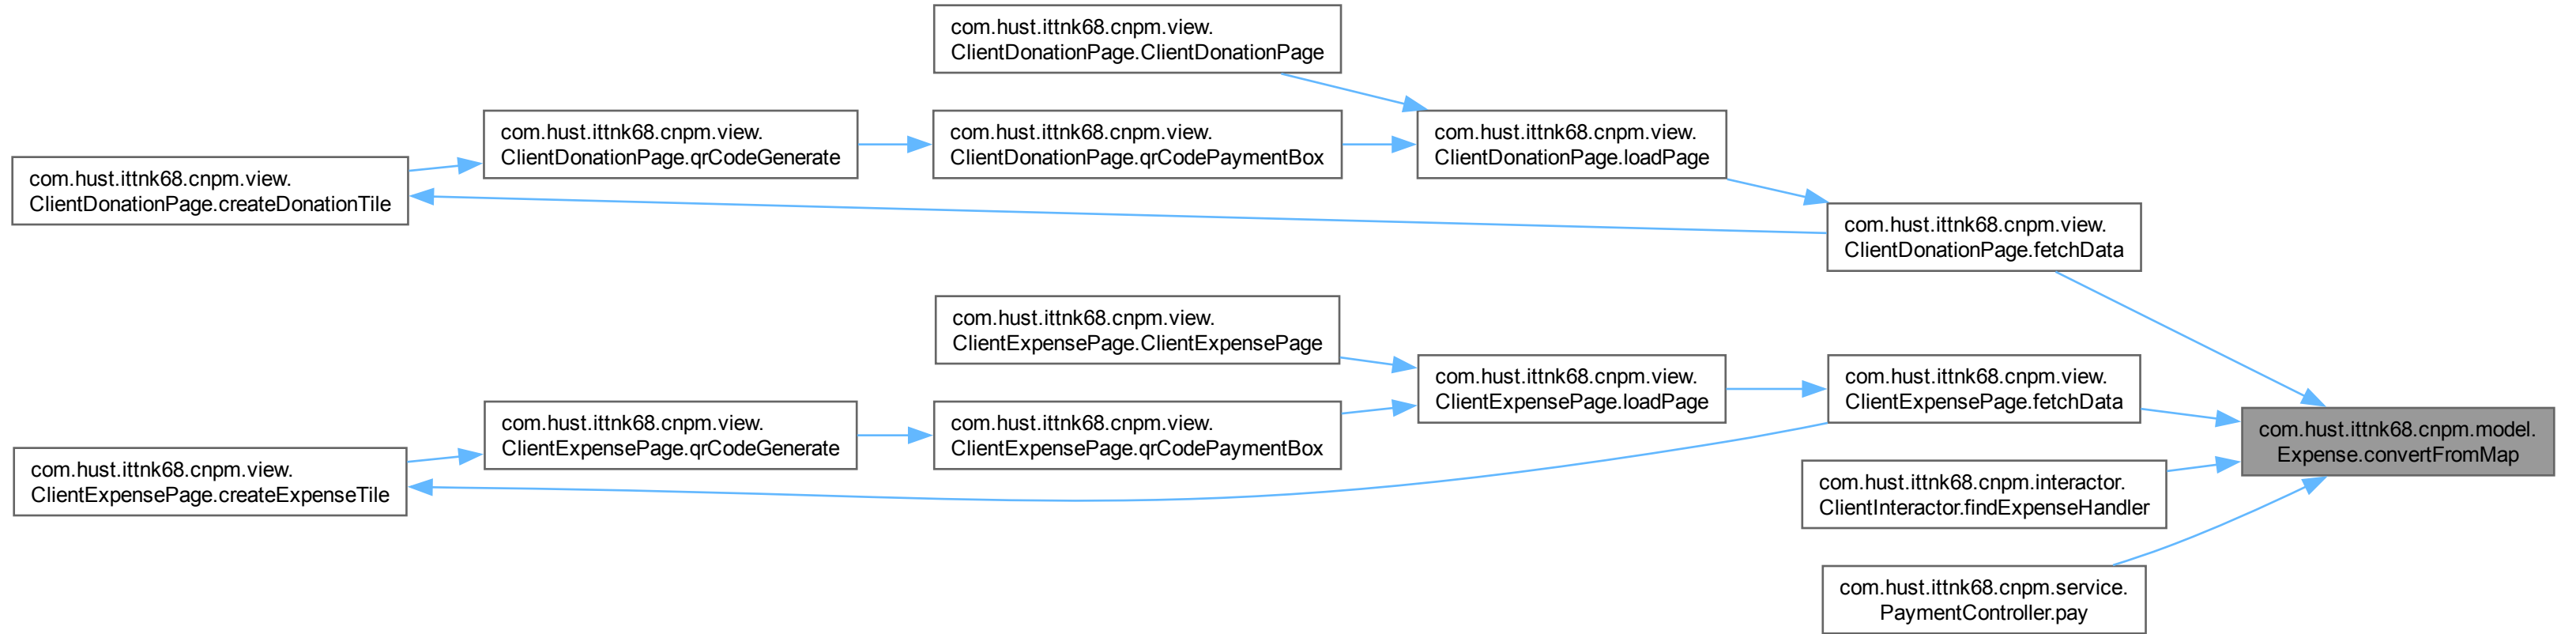 com.hust.ittnk68.cnpm.view.
ClientDonationPage.ClientDonationPage
com.hust.ittnk68.cnpm.view.
ClientDonationPage.createDonationTile
com.hust.ittnk68.cnpm.view.
ClientDonationPage.qrCodeGenerate
com.hust.ittnk68.cnpm.view.
ClientDonationPage.qrCodePaymentBox
com.hust.ittnk68.cnpm.view.
ClientDonationPage.loadPage
com.hust.ittnk68.cnpm.view.
ClientDonationPage.fetchData
com.hust.ittnk68.cnpm.view.
ClientExpensePage.ClientExpensePage
com.hust.ittnk68.cnpm.view.
ClientExpensePage.createExpenseTile
com.hust.ittnk68.cnpm.view.
ClientExpensePage.qrCodeGenerate
com.hust.ittnk68.cnpm.view.
ClientExpensePage.qrCodePaymentBox
com.hust.ittnk68.cnpm.view.
ClientExpensePage.loadPage
com.hust.ittnk68.cnpm.view.
ClientExpensePage.fetchData
com.hust.ittnk68.cnpm.model.
Expense.convertFromMap
com.hust.ittnk68.cnpm.interactor.
ClientInteractor.findExpenseHandler
com.hust.ittnk68.cnpm.service.
PaymentController.pay